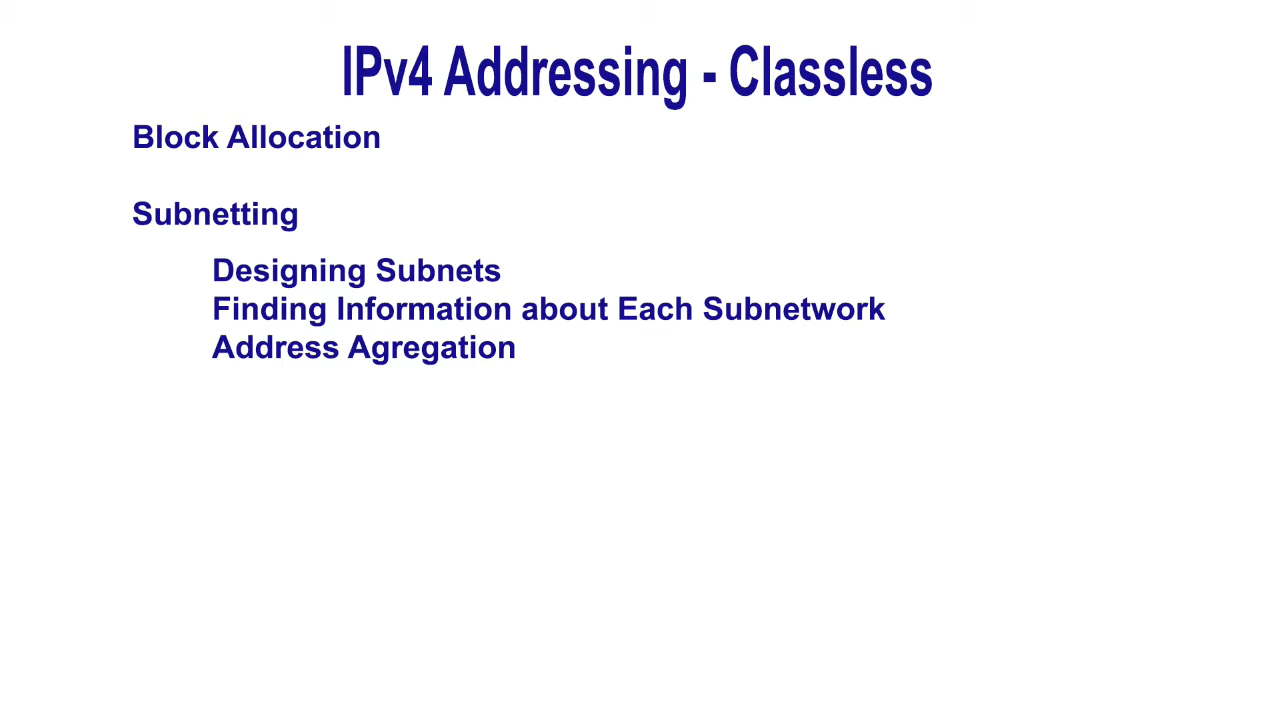 IPv4 Addressing - Classless
Block Allocation
Subnetting
Designing Subnets
Finding Information about Each Subnetwork
Address Agregation